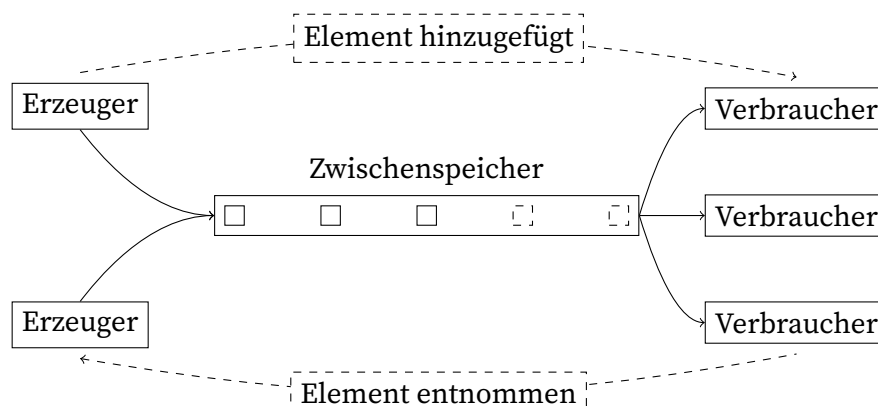 Element hinzugefügt
Erzeuger
Verbraucher
Zwischenspeicher
Verbraucher
Erzeuger
Verbraucher
Element entnommen